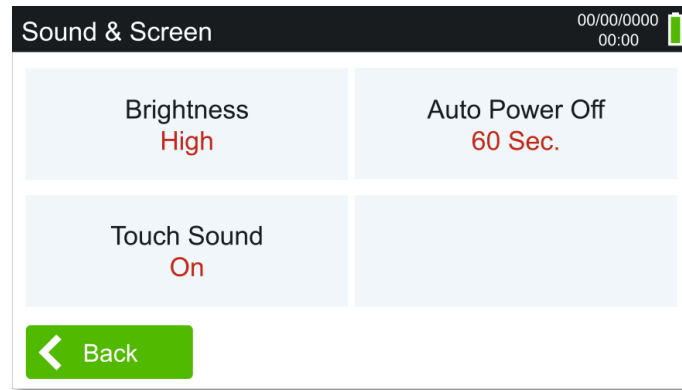 Sound & Screen
00/00/0000
00:00
Brightness
High
Auto Power Off
60 Sec.
Touch Sound
On
Back